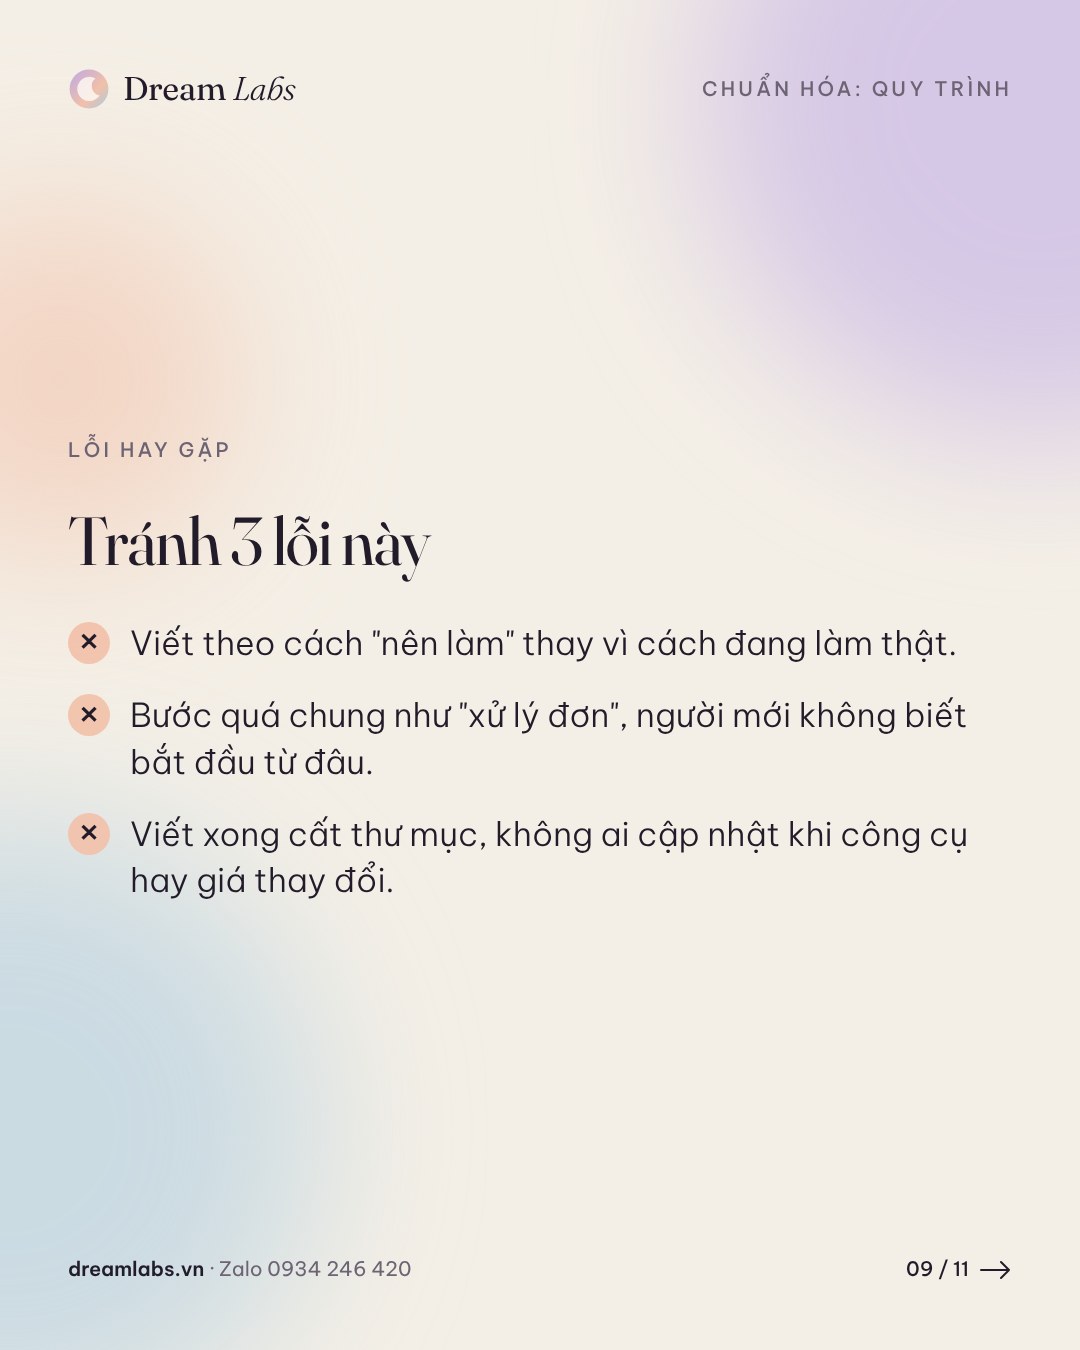 Dream Labs
CHUẨN HÓA: QUY TRÌNH
LỖI HAY GẶP
Tránh 3 lỗi này
Viết theo cách "nên làm" thay vì cách đang làm thật.
Bước quá chung như "xử lý đơn", người mới không biết
bắt đầu từ đâu.
Viết xong cất thư mục, không ai cập nhật khi công cụ
hay giá thay đổi.
dreamlabs.vn · Zalo 0934 246 420
09 / 11 →